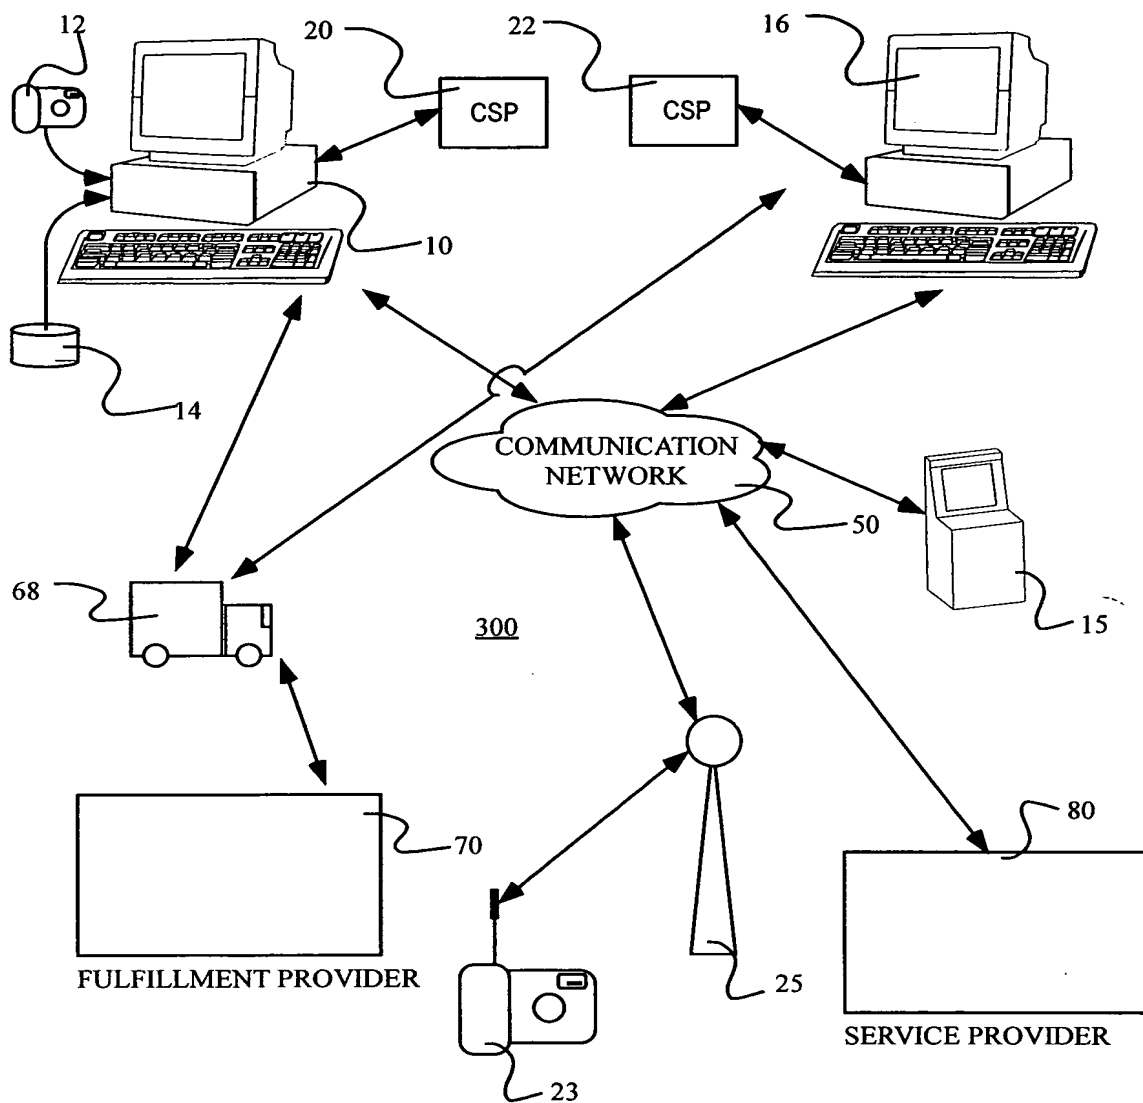 12
20
22
16
CSP
CSP
10
14
COMMUNICATION
NETWORK
50
68
15
300
80
70
FULFILLMENT PROVIDER
25
SERVICE PROVIDER
23